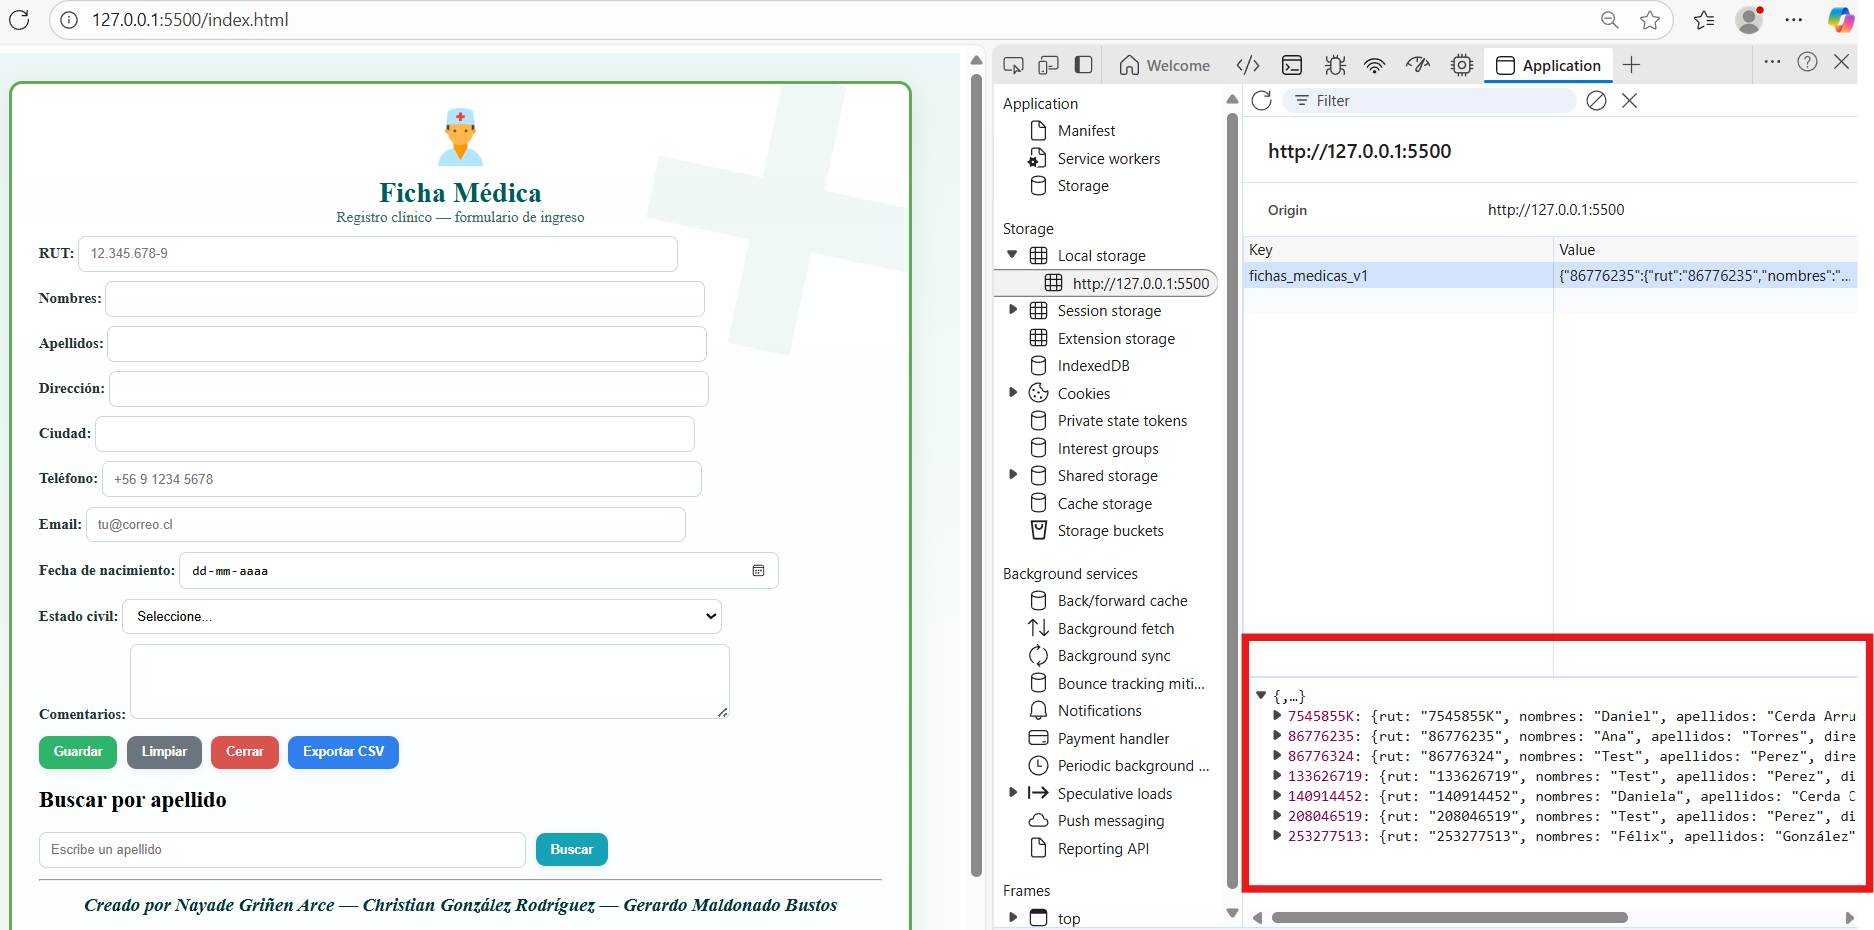 127.0.0.1:5500/index.html
Ficha Médica
Registro clínico — formulario de ingreso
RUT: 12.345.678-9
Nombres:
Apellidos:
Dirección:
Ciudad:
Teléfono: +56 9 1234 5678
Email: tu@correo.cl
Fecha de nacimiento: dd-mm-aaaa
Estado civil: Seleccione...
Comentarios:
Guardar Limpiar Cerrar Exportar CSV
Buscar por apellido
Escribe un apellido Buscar
Creado por Nayade Griñen Arce — Christian González Rodríguez — Gerardo Maldonado Bustos
Welcome Application
Application
Manifest
Service workers
Storage
Storage
Local storage
http://127.0.0.1:5500
Session storage
Extension storage
IndexedDB
Cookies
Private state tokens
Interest groups
Shared storage
Cache storage
Storage buckets
Background services
Back/forward cache
Background fetch
Background sync
Bounce tracking miti...
Notifications
Payment handler
Periodic background ...
Speculative loads
Push messaging
Reporting API
Frames
top
Filter
http://127.0.0.1:5500
Origin http://127.0.0.1:5500
Key Value
fichas_medicas_v1 {"86776235":{"rut":"86776235","nombres":"...
{,…}
7545855K: {rut: "7545855K", nombres: "Daniel", apellidos: "Cerda Arru
86776235: {rut: "86776235", nombres: "Ana", apellidos: "Torres", dire
86776324: {rut: "86776324", nombres: "Test", apellidos: "Perez", dire
133626719: {rut: "133626719", nombres: "Test", apellidos: "Perez", di
140914452: {rut: "140914452", nombres: "Daniela", apellidos: "Cerda C
208046519: {rut: "208046519", nombres: "Test", apellidos: "Perez", di
253277513: {rut: "253277513", nombres: "Félix", apellidos: "González"